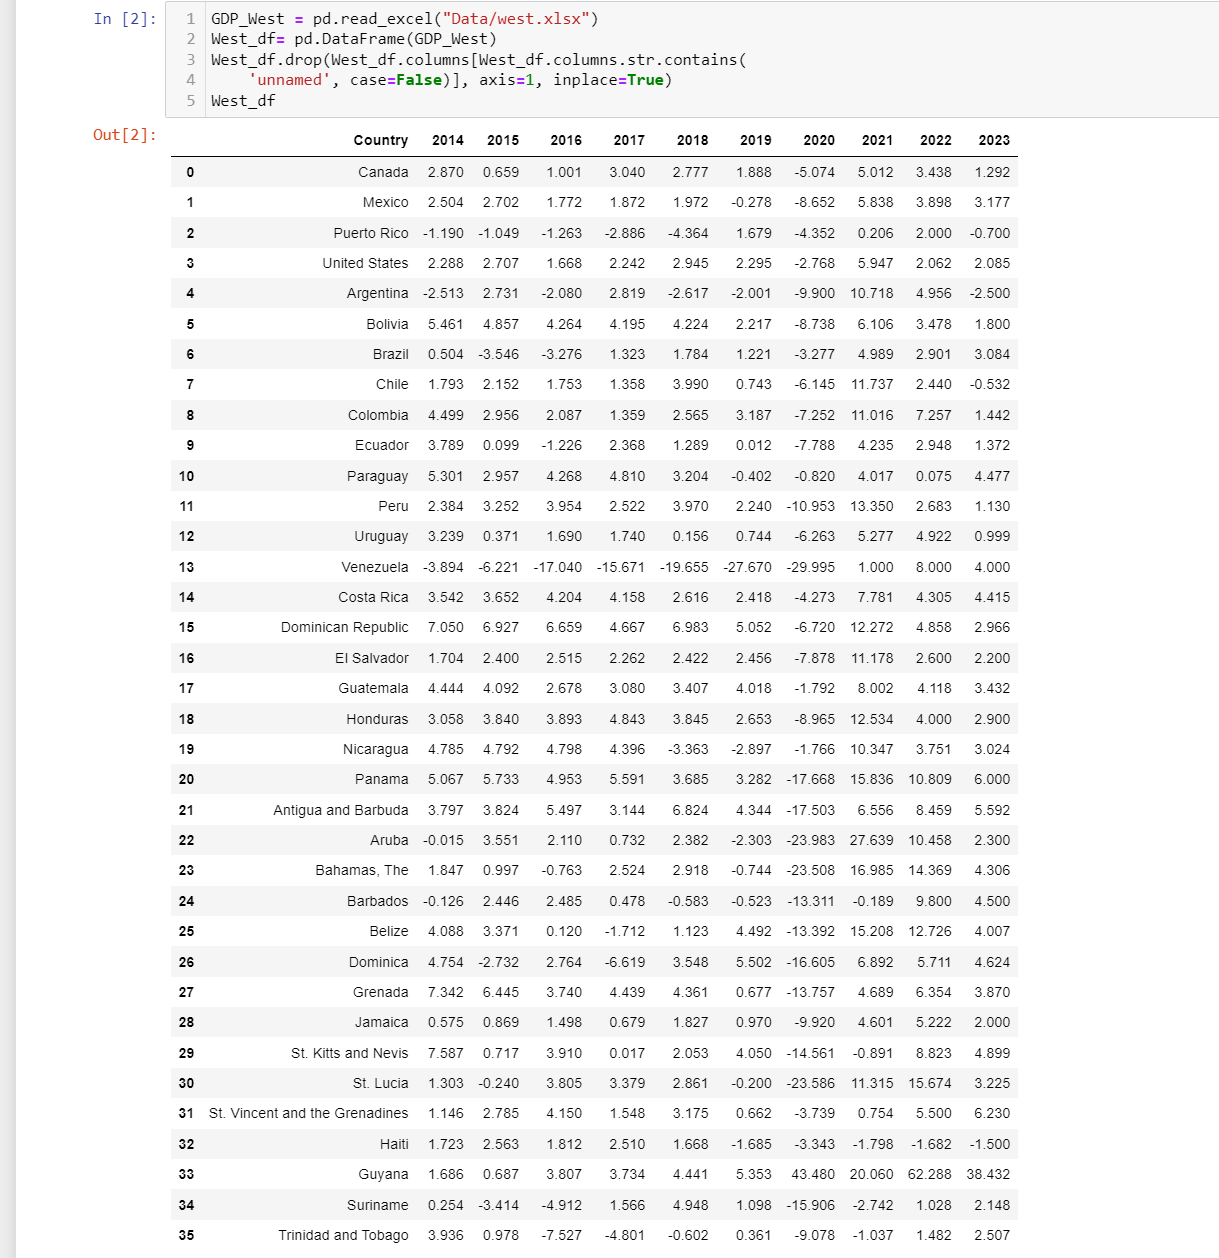 In [2]:
1 GDP_West = pd.read_excel("Data/west.xlsx")
2 West_df= pd.DataFrame(GDP_West)
3 West_df.drop(West_df.columns[West_df.columns.str.contains(
4     'unnamed', case=False)], axis=1, inplace=True)
5 West_df
Out[2]:
Country 2014 2015 2016 2017 2018 2019 2020 2021 2022 2023
0 Canada 2.870 0.659 1.001 3.040 2.777 1.888 -5.074 5.012 3.438 1.292
1 Mexico 2.504 2.702 1.772 1.872 1.972 -0.278 -8.652 5.838 3.898 3.177
2 Puerto Rico -1.190 -1.049 -1.263 -2.886 -4.364 1.679 -4.352 0.206 2.000 -0.700
3 United States 2.288 2.707 1.668 2.242 2.945 2.295 -2.768 5.947 2.062 2.085
4 Argentina -2.513 2.731 -2.080 2.819 -2.617 -2.001 -9.900 10.718 4.956 -2.500
5 Bolivia 5.461 4.857 4.264 4.195 4.224 2.217 -8.738 6.106 3.478 1.800
6 Brazil 0.504 -3.546 -3.276 1.323 1.784 1.221 -3.277 4.989 2.901 3.084
7 Chile 1.793 2.152 1.753 1.358 3.990 0.743 -6.145 11.737 2.440 -0.532
8 Colombia 4.499 2.956 2.087 1.359 2.565 3.187 -7.252 11.016 7.257 1.442
9 Ecuador 3.789 0.099 -1.226 2.368 1.289 0.012 -7.788 4.235 2.948 1.372
10 Paraguay 5.301 2.957 4.268 4.810 3.204 -0.402 -0.820 4.017 0.075 4.477
11 Peru 2.384 3.252 3.954 2.522 3.970 2.240 -10.953 13.350 2.683 1.130
12 Uruguay 3.239 0.371 1.690 1.740 0.156 0.744 -6.263 5.277 4.922 0.999
13 Venezuela -3.894 -6.221 -17.040 -15.671 -19.655 -27.670 -29.995 1.000 8.000 4.000
14 Costa Rica 3.542 3.652 4.204 4.158 2.616 2.418 -4.273 7.781 4.305 4.415
15 Dominican Republic 7.050 6.927 6.659 4.667 6.983 5.052 -6.720 12.272 4.858 2.966
16 El Salvador 1.704 2.400 2.515 2.262 2.422 2.456 -7.878 11.178 2.600 2.200
17 Guatemala 4.444 4.092 2.678 3.080 3.407 4.018 -1.792 8.002 4.118 3.432
18 Honduras 3.058 3.840 3.893 4.843 3.845 2.653 -8.965 12.534 4.000 2.900
19 Nicaragua 4.785 4.792 4.798 4.396 -3.363 -2.897 -1.766 10.347 3.751 3.024
20 Panama 5.067 5.733 4.953 5.591 3.685 3.282 -17.668 15.836 10.809 6.000
21 Antigua and Barbuda 3.797 3.824 5.497 3.144 6.824 4.344 -17.503 6.556 8.459 5.592
22 Aruba -0.015 3.551 2.110 0.732 2.382 -2.303 -23.983 27.639 10.458 2.300
23 Bahamas, The 1.847 0.997 -0.763 2.524 2.918 -0.744 -23.508 16.985 14.369 4.306
24 Barbados -0.126 2.446 2.485 0.478 -0.583 -0.523 -13.311 -0.189 9.800 4.500
25 Belize 4.088 3.371 0.120 -1.712 1.123 4.492 -13.392 15.208 12.726 4.007
26 Dominica 4.754 -2.732 2.764 -6.619 3.548 5.502 -16.605 6.892 5.711 4.624
27 Grenada 7.342 6.445 3.740 4.439 4.361 0.677 -13.757 4.689 6.354 3.870
28 Jamaica 0.575 0.869 1.498 0.679 1.827 0.970 -9.920 4.601 5.222 2.000
29 St. Kitts and Nevis 7.587 0.717 3.910 0.017 2.053 4.050 -14.561 -0.891 8.823 4.899
30 St. Lucia 1.303 -0.240 3.805 3.379 2.861 -0.200 -23.586 11.315 15.674 3.225
31 St. Vincent and the Grenadines 1.146 2.785 4.150 1.548 3.175 0.662 -3.739 0.754 5.500 6.230
32 Haiti 1.723 2.563 1.812 2.510 1.668 -1.685 -3.343 -1.798 -1.682 -1.500
33 Guyana 1.686 0.687 3.807 3.734 4.441 5.353 43.480 20.060 62.288 38.432
34 Suriname 0.254 -3.414 -4.912 1.566 4.948 1.098 -15.906 -2.742 1.028 2.148
35 Trinidad and Tobago 3.936 0.978 -7.527 -4.801 -0.602 0.361 -9.078 -1.037 1.482 2.507